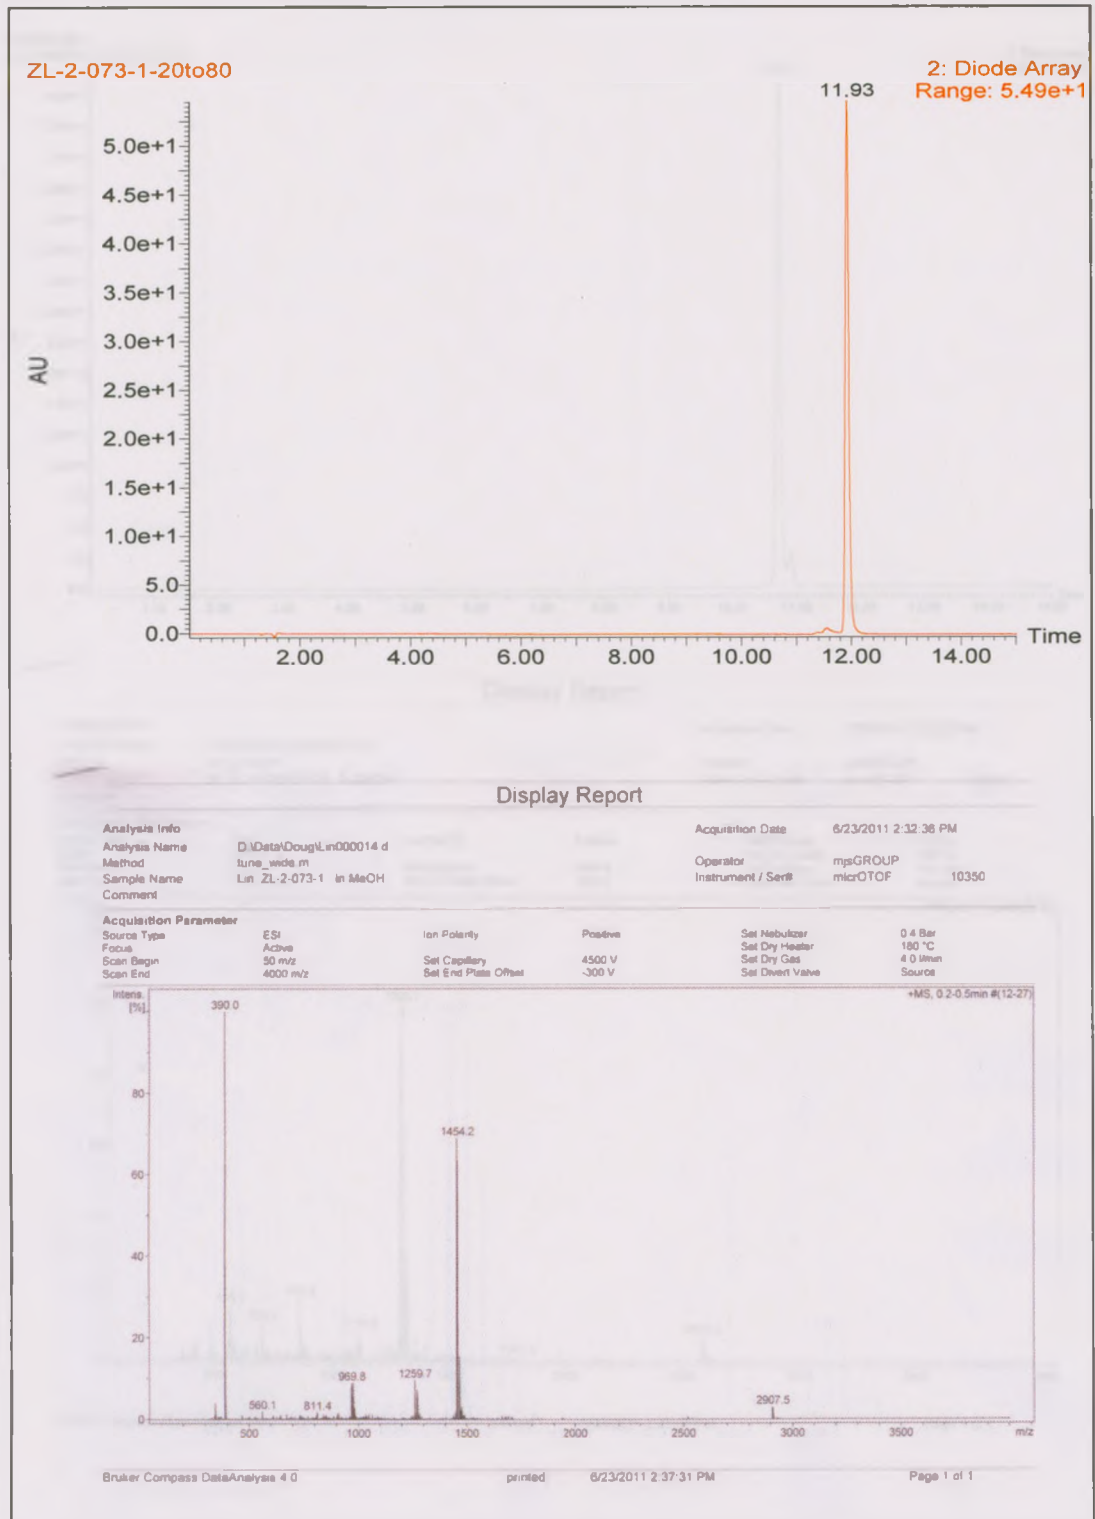 ZL-2-073-1-20to80
2: Diode Array
Range: 5.49e+1
11.93
5.0e+1
4.5e+1
4.0e+1
3.5e+1
3.0e+1
2.5e+1
2.0e+1
1.5e+1
1.0e+1
5.0
0.0
AU
2.00 4.00 6.00 8.00 10.00 12.00 14.00 Time
Display Report
Analysis Info
Acquisition Date 6/23/2011 2:32:36 PM
Analysis Name D:\Data\Doug\Lin000014.d
Method tune_wide.m
Operator mjsGROUP
Sample Name Lin ZL-2-073-1 in MeOH
Instrument / Ser# micrOTOF 10350
Comment
Acquisition Parameter
Source Type ESI Ion Polarity Positive Set Nebulizer 0.4 Bar
Focus Active Set Dry Heater 180 °C
Scan Begin 50 m/z Set Capillary 4500 V Set Dry Gas 4.0 l/min
Scan End 4000 m/z Set End Plate Offset -300 V Set Divert Valve Source
Intens.
[%]
+MS, 0.2-0.5min #(12-27)
390.0
80
1454.2
60
40
20
969.8
1259.7
560.1
811.4
2907.5
0
500 1000 1500 2000 2500 3000 3500 m/z
Bruker Compass DataAnalysis 4.0 printed 6/23/2011 2:37:31 PM Page 1 of 1